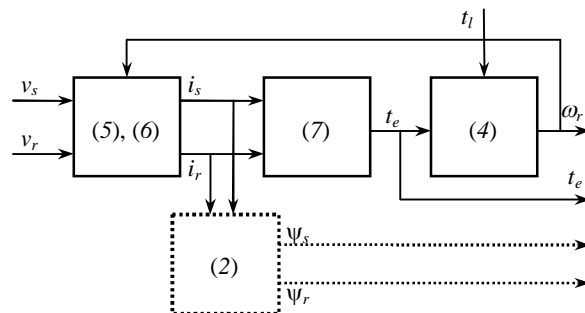 t_l
v_s i_s ω_r
(5), (6) (7) t_e (4)
v_r i_r
t_e
ψ_s
(2)
ψ_r